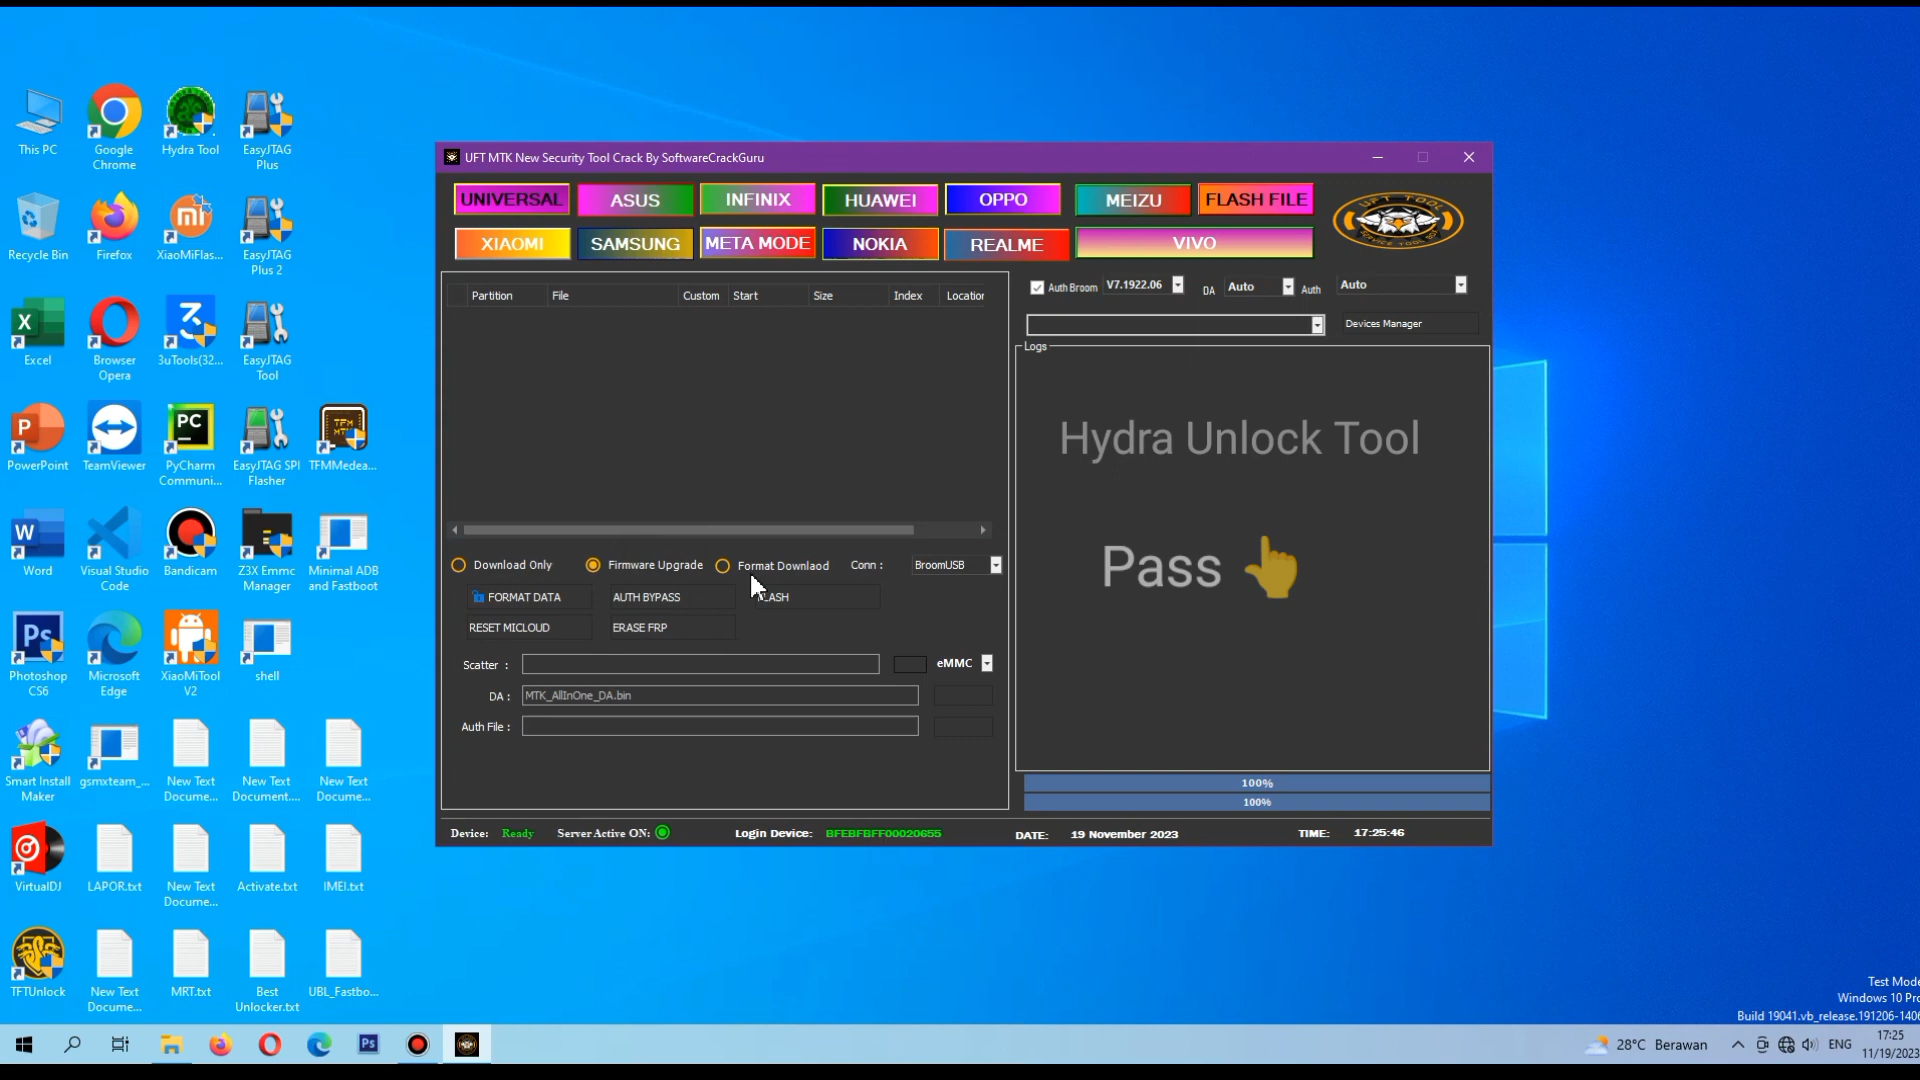 This PC
Google
Chrome
Hydra Tool
EasyJTAG
Plus
Recycle Bin
Firefox
XiaoMiFlas...
EasyJTAG
Plus 2
Excel
Browser
Opera
3uTools(32...
EasyJTAG
Tool
PowerPoint
TeamViewer
PyCharm
Communi...
EasyJTAG SPI
Flasher
TFMMedea...
Word
Visual Studio
Code
Bandicam
Z3X Emmc
Manager
Minimal ADB
and Fastboot
Photoshop
CS6
Microsoft
Edge
XiaoMiTool
V2
shell
Smart Install
Maker
gsmxteam_...
New Text
Docume...
New Text
Document....
New Text
Docume...
VirtualDJ
LAPOR.txt
New Text
Docume...
Activate.txt
IMEI.txt
TFTUnlock
New Text
Docume...
MRT.txt
Best
Unlocker.txt
UBL_Fastbo...
UFT MTK New Security Tool Crack By SoftwareCrackGuru
UNIVERSAL ASUS INFINIX HUAWEI OPPO MEIZU FLASH FILE
XIAOMI SAMSUNG META MODE NOKIA REALME VIVO
UFT TOOL
Partition File Custom Start Size Index Location
Auth Broom V7.1922.06 DA Auto Auth Auto
Devices Manager
Logs
Hydra Unlock Tool
Pass
Download Only Firmware Upgrade Format Downlaod Conn : BroomUSB
FORMAT DATA AUTH BYPASS LASH
RESET MICLOUD ERASE FRP
Scatter : eMMC
DA : MTK_AllInOne_DA.bin
Auth File :
100%
100%
Device: Ready Server Active ON: Login Device: BFEBFBFF00020655 DATE: 19 November 2023 TIME: 17:25:46
Test Mode
Windows 10 Pro
Build 19041.vb_release.191206-1406
28°C Berawan ENG
17:25
11/19/2023